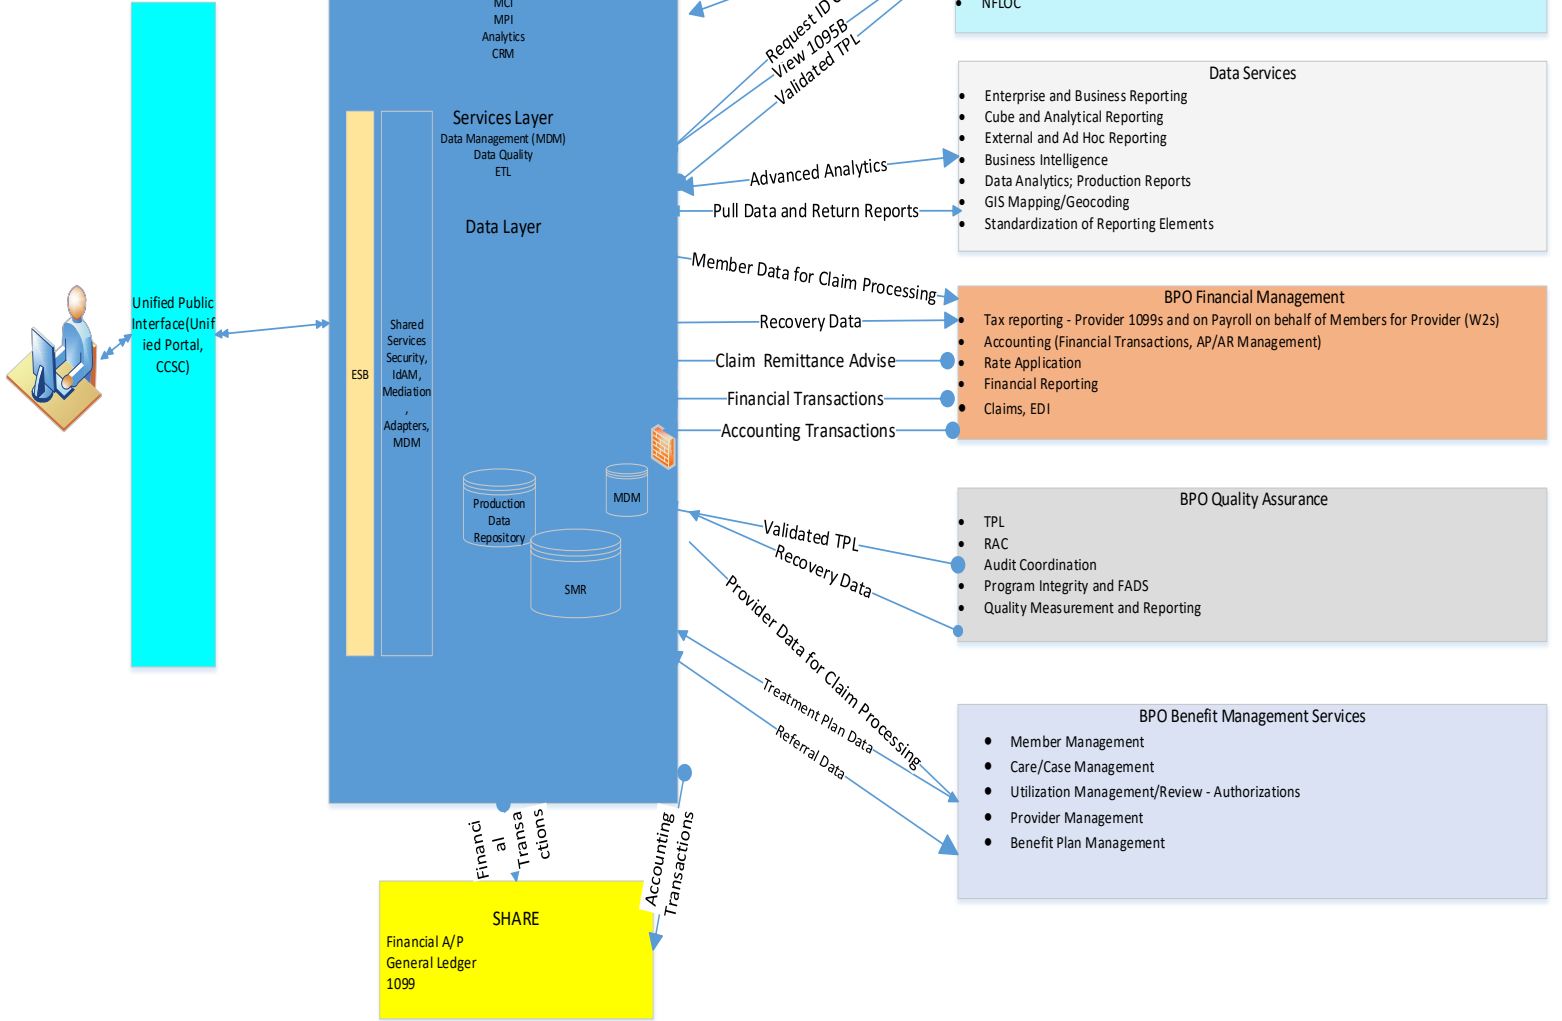 MCI
MPI
Analytics
CRM
Services Layer
Data Management (MDM)
Data Quality
ETL
Data Layer
Unified Public
Interface(Unif
ied Portal,
CCSC)
ESB
Shared
Services
Security,
IdAM,
Mediation
,
Adapters,
MDM
Production
Data
Repository
MDM
SMR
Request ID
View 1095B
Validated TPL
Advanced Analytics
Pull Data and Return Reports
Member Data for Claim Processing
Recovery Data
Claim Remittance Advise
Financial Transactions
Accounting Transactions
Validated TPL
Recovery Data
Provider Data for Claim Processing
Treatment Plan Data
Referral Data
Financi
al
Transa
ctions
Accounting
Transactions
SHARE
Financial A/P
General Ledger
1099
• NFLOC
Data Services
• Enterprise and Business Reporting
• Cube and Analytical Reporting
• External and Ad Hoc Reporting
• Business Intelligence
• Data Analytics; Production Reports
• GIS Mapping/Geocoding
• Standardization of Reporting Elements
BPO Financial Management
• Tax reporting - Provider 1099s and on Payroll on behalf of Members for Provider (W2s)
• Accounting (Financial Transactions, AP/AR Management)
• Rate Application
• Financial Reporting
• Claims, EDI
BPO Quality Assurance
• TPL
• RAC
• Audit Coordination
• Program Integrity and FADS
• Quality Measurement and Reporting
BPO Benefit Management Services
• Member Management
• Care/Case Management
• Utilization Management/Review - Authorizations
• Provider Management
• Benefit Plan Management